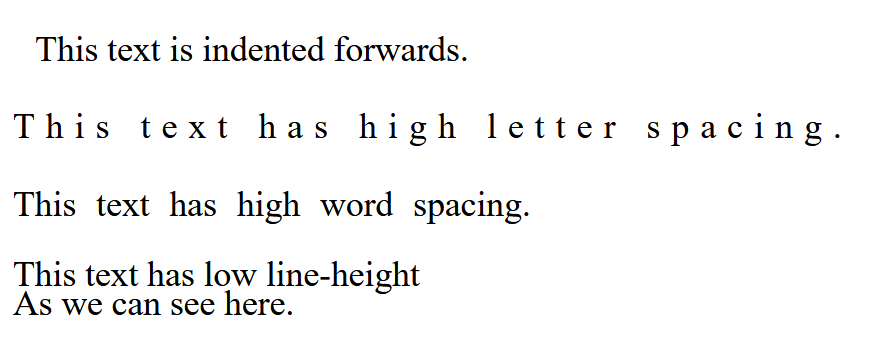 This text is indented forwards.
This text has high letter spacing.
This text has high word spacing.
This text has low line-height
As we can see here.